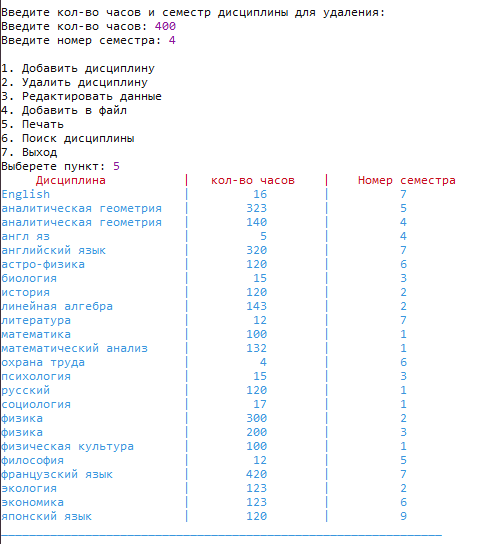 Введите кол-во часов и семестр дисциплины для удаления:
Введите кол-во часов: 400
Введите номер семестра: 4
1. Добавить дисциплину
2. Удалить дисциплину
3. Редактировать данные
4. Добавить в файл
5. Печать
6. Поиск дисциплины
7. Выход
Выберете пункт: 5
Дисциплина | кол-во часов | Номер семестра
English | 16 | 7
аналитическая геометрия | 323 | 5
аналитическая геометрия | 140 | 4
англ яз | 5 | 4
английский язык | 320 | 7
астро-физика | 120 | 6
биология | 15 | 3
история | 120 | 2
линейная алгебра | 143 | 2
литература | 12 | 7
математика | 100 | 1
математический анализ | 132 | 1
охрана труда | 4 | 6
психология | 15 | 3
русский | 120 | 1
социология | 17 | 1
физика | 300 | 2
физика | 200 | 3
физическая культура | 100 | 1
философия | 12 | 5
французский язык | 420 | 7
экология | 123 | 2
экономика | 123 | 6
японский язык | 120 | 9